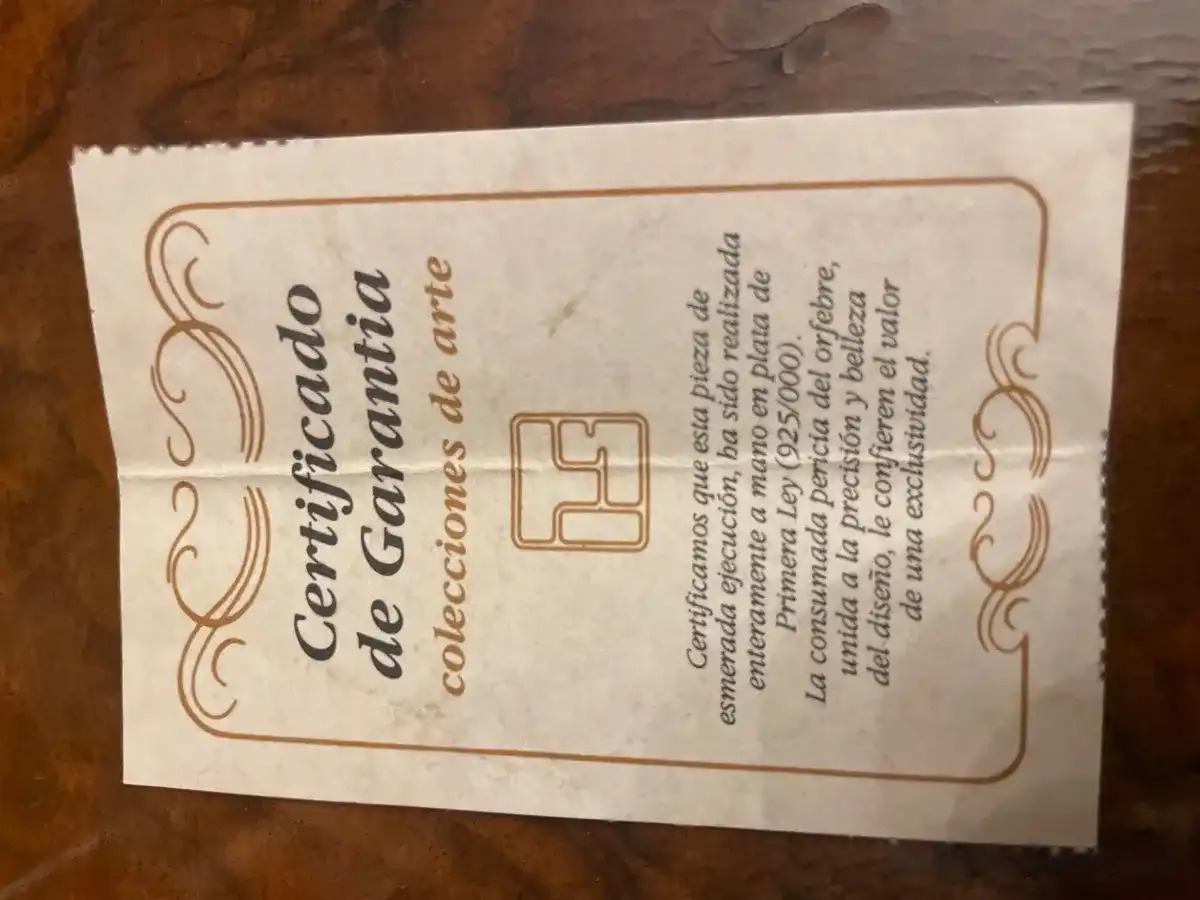 Certificado
de Garantia
colecciones de arte
Certificamos que esta pieza de
esmerada ejecución, ha sido realizada
enteramente a mano en plata de
Primera Ley (925/000).
La consumada pericia del orfebre,
unida a la precisión y belleza
del diseño, le confieren el valor
de una exclusividad.